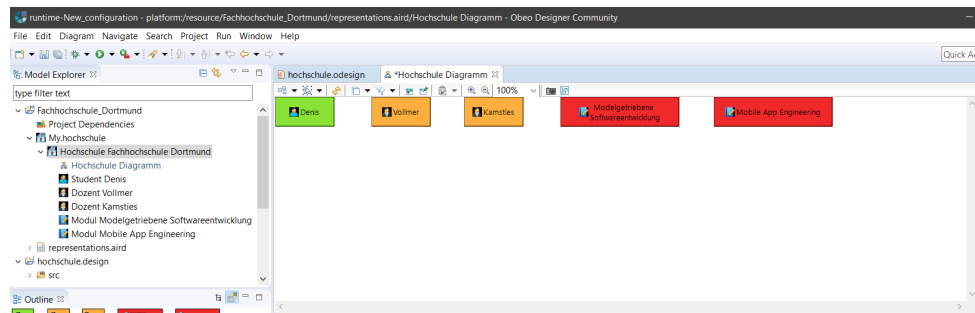 runtime-New_configuration - platform:/resource/Fachhochschule_Dortmund/representations.aird/Hochschule Diagramm - Obeo Designer Community
File Edit Diagram Navigate Search Project Run Window Help
Quick A
Model Explorer
hochschule.odesign
*Hochschule Diagramm
type filter text
100%
Fachhochschule_Dortmund
Project Dependencies
My.hochschule
Hochschule Fachhochschule Dortmund
Hochschule Diagramm
Student Denis
Dozent Vollmer
Dozent Kamsties
Modul Modelgetriebene Softwareentwicklung
Modul Mobile App Engineering
representations.aird
hochschule.design
src
Denis
Vollmer
Kamsties
Modelgetriebene
Softwareentwicklung
Mobile App Engineering
Outline